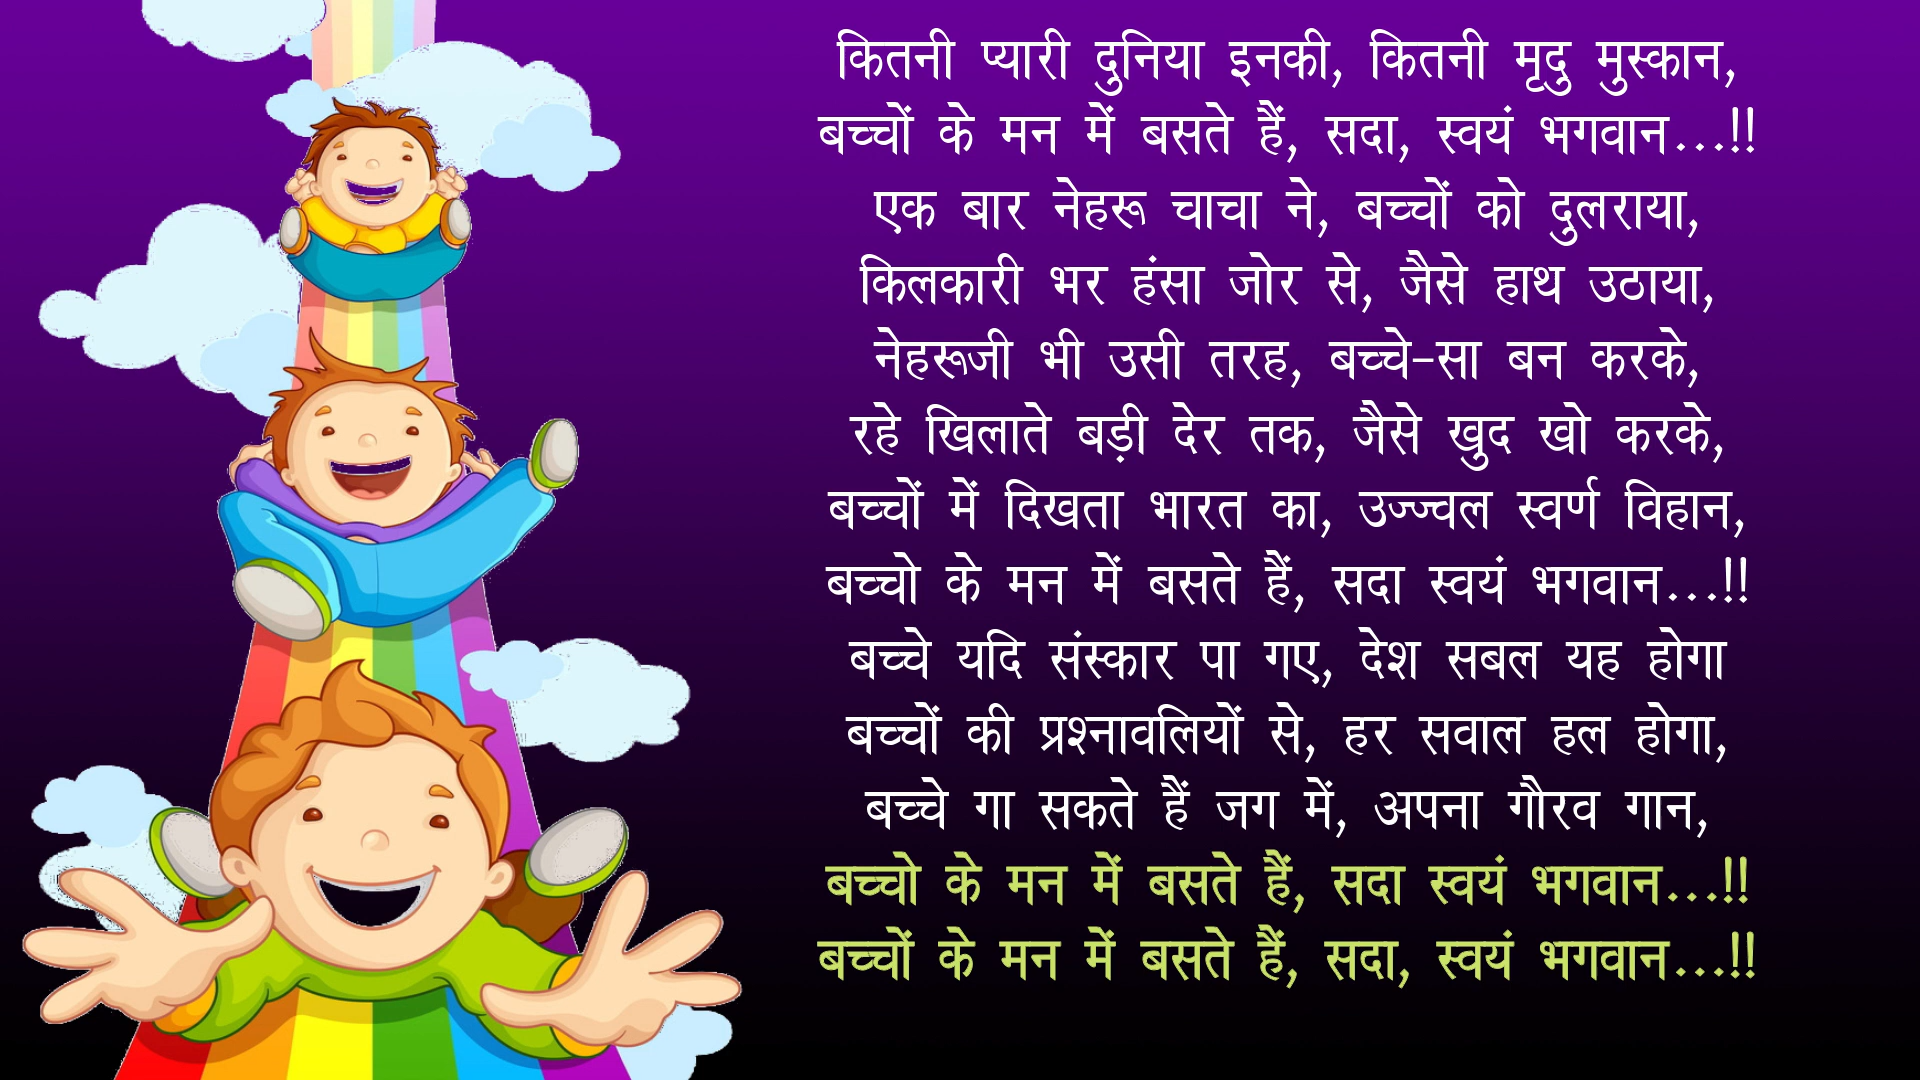 कितनी प्यारी दुनिया इनकी, कितनी मृदु मुस्कान,
बच्चों के मन में बसते हैं, सदा, स्वयं भगवान...!!
एक बार नेहरू चाचा ने, बच्चों को दुलराया,
किलकारी भर हंसा जोर से, जैसे हाथ उठाया,
नेहरूजी भी उसी तरह, बच्चे-सा बन करके,
रहे खिलाते बड़ी देर तक, जैसे खुद खो करके,
बच्चों में दिखता भारत का, उज्ज्वल स्वर्ण विहान,
बच्चो के मन में बसते हैं, सदा स्वयं भगवान...!!
बच्चे यदि संस्कार पा गए, देश सबल यह होगा
बच्चों की प्रश्नावलियों से, हर सवाल हल होगा,
बच्चे गा सकते हैं जग में, अपना गौरव गान,
बच्चो के मन में बसते हैं, सदा स्वयं भगवान...!!
बच्चों के मन में बसते हैं, सदा, स्वयं भगवान...!!